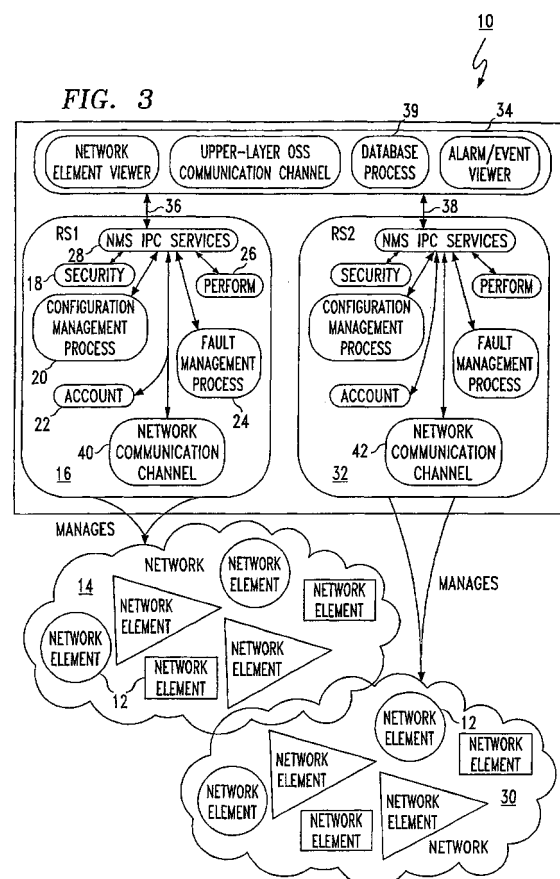 10
FIG. 3
39
34
NETWORK
ELEMENT VIEWER
UPPER-LAYER OSS
COMMUNICATION CHANNEL
DATABASE
PROCESS
ALARM/EVENT
VIEWER
36
38
RS1
NMS IPC SERVICES
28
26
18
SECURITY
PERFORM
CONFIGURATION
MANAGEMENT
PROCESS
20
FAULT
MANAGEMENT
PROCESS
24
ACCOUNT
22
40
NETWORK
COMMUNICATION
CHANNEL
16
RS2
NMS IPC SERVICES
SECURITY
PERFORM
CONFIGURATION
MANAGEMENT
PROCESS
FAULT
MANAGEMENT
PROCESS
ACCOUNT
42
NETWORK
COMMUNICATION
CHANNEL
32
MANAGES
MANAGES
NETWORK
14
NETWORK
ELEMENT
NETWORK
ELEMENT
NETWORK
ELEMENT
NETWORK
ELEMENT
NETWORK
ELEMENT
NETWORK
ELEMENT
12
12
NETWORK
ELEMENT
NETWORK
ELEMENT
NETWORK
ELEMENT
NETWORK
ELEMENT
NETWORK
ELEMENT
NETWORK
ELEMENT
30
NETWORK